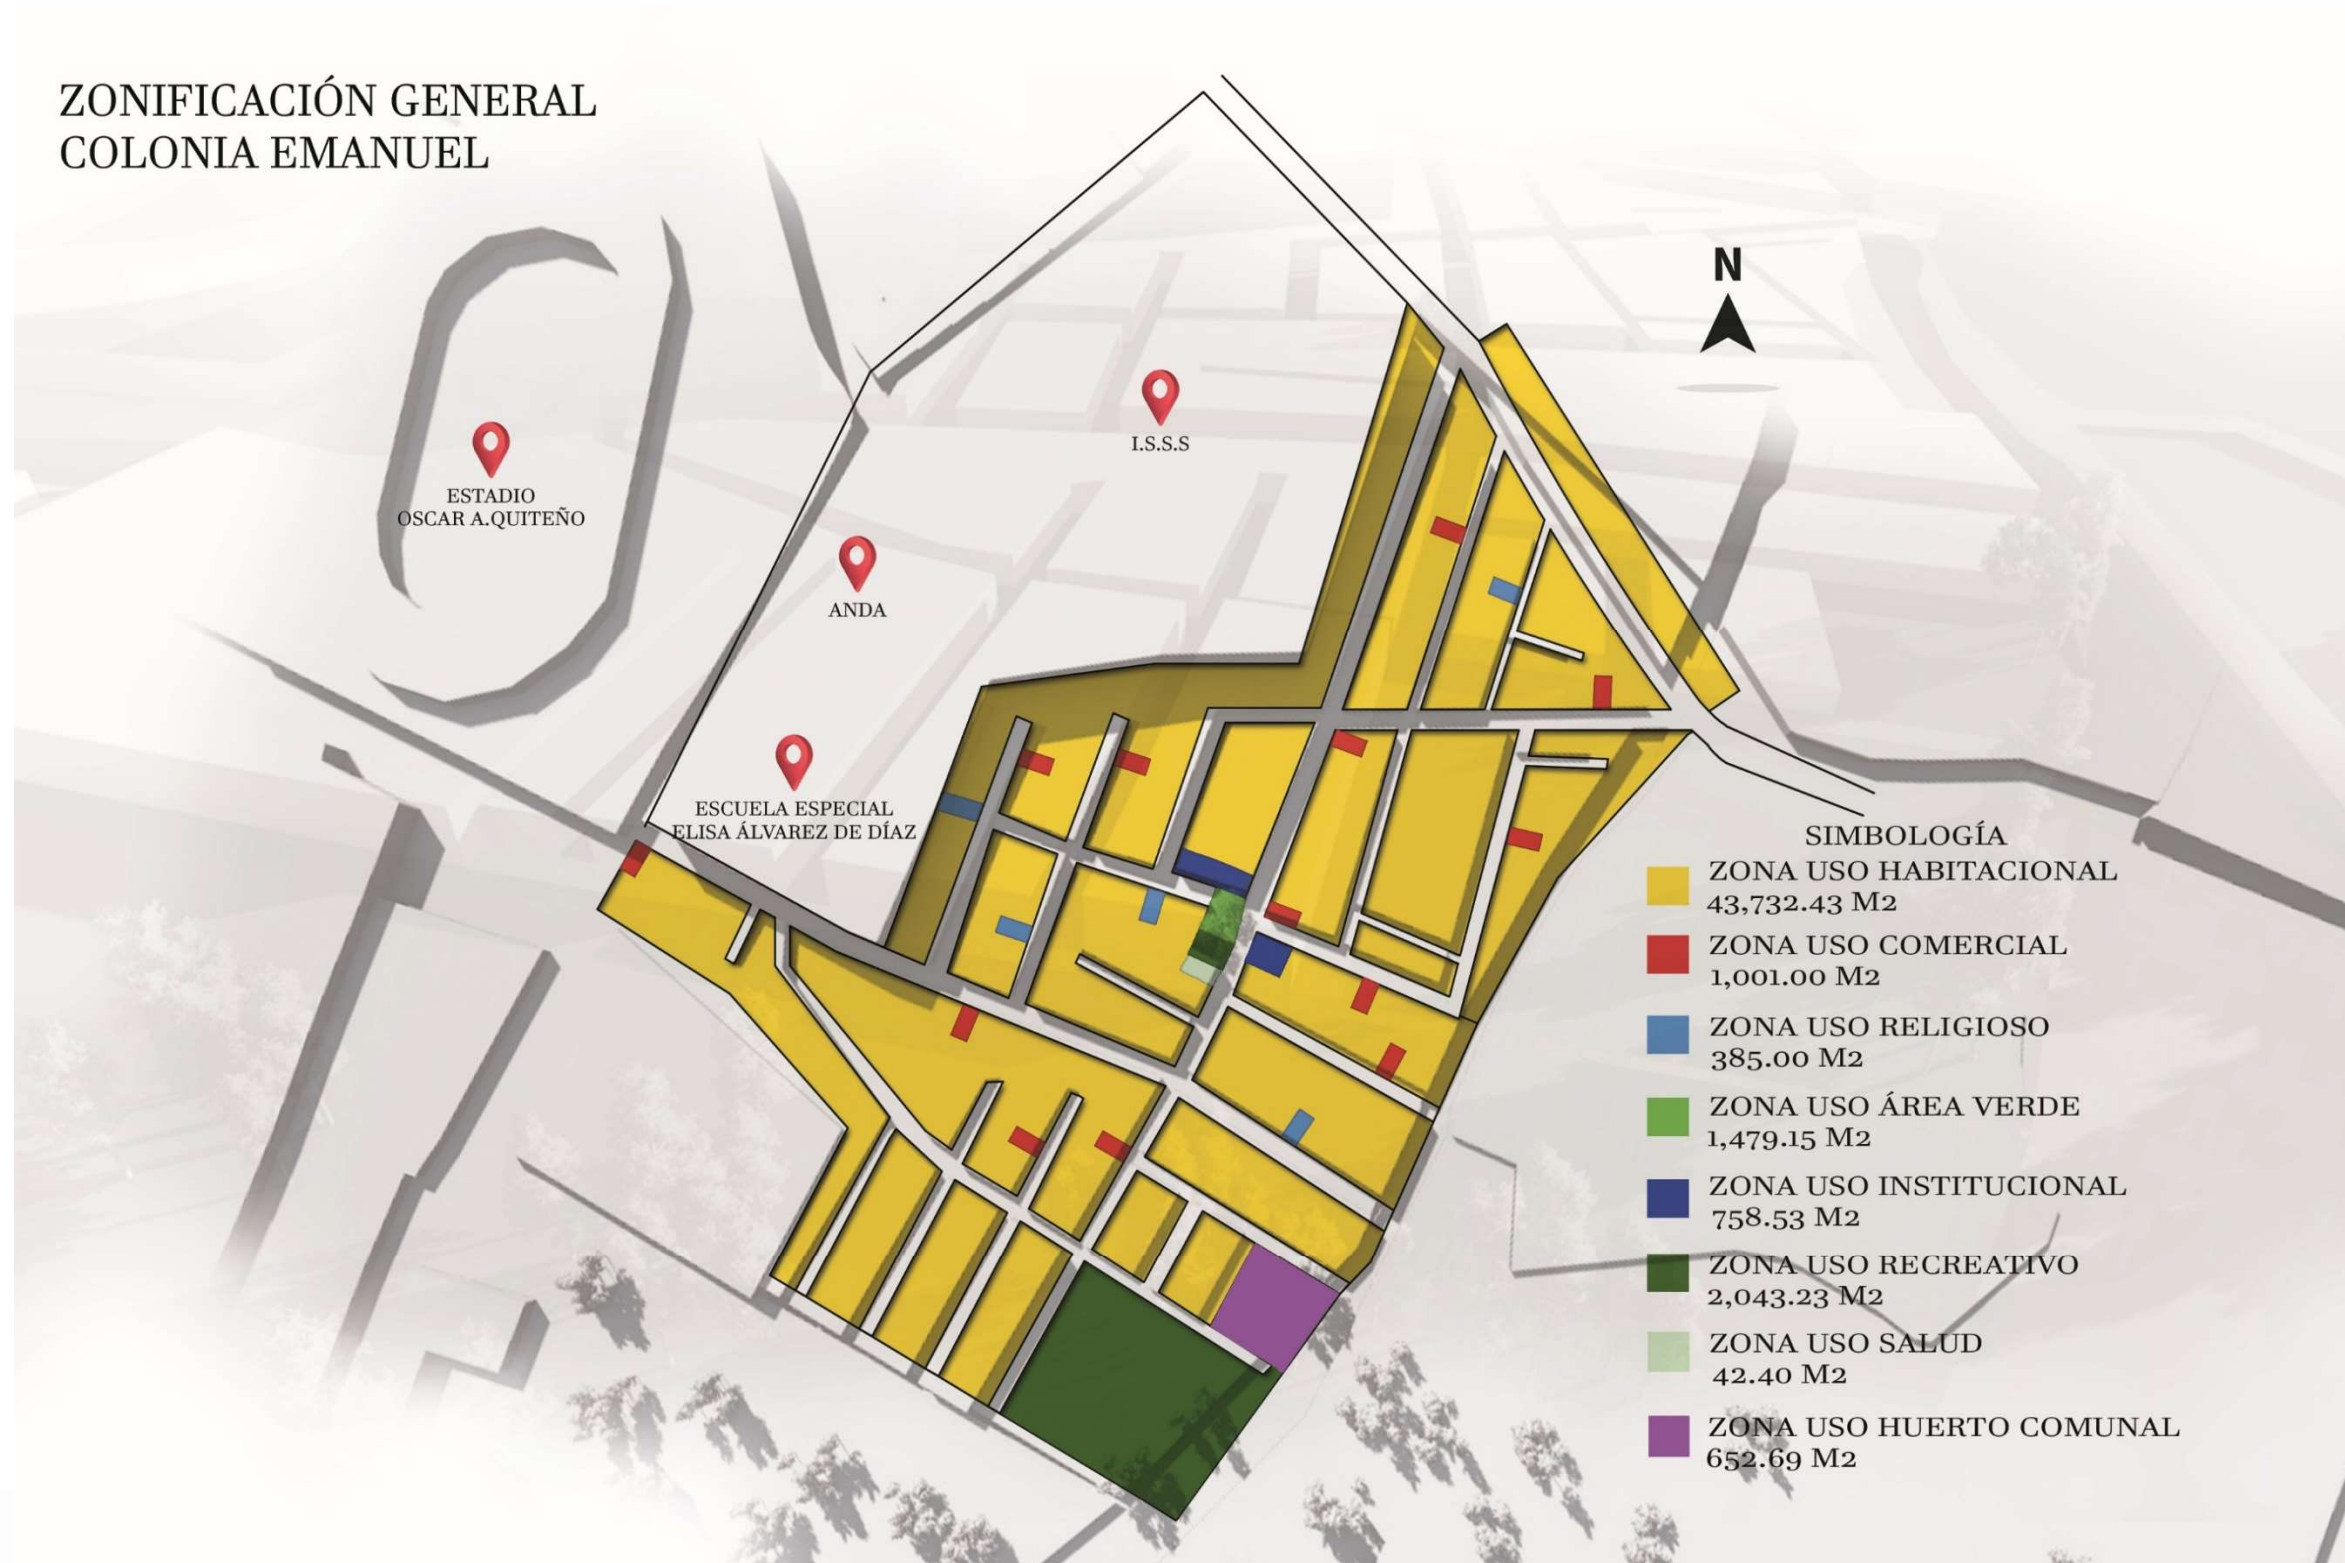 ZONIFICACIÓN GENERAL
COLONIA EMANUEL
N
I.S.S.S
ESTADIO
OSCAR A.QUITEÑO
ANDA
ESCUELA ESPECIAL
ELISA ÁLVAREZ DE DÍAZ
SIMBOLOGÍA
ZONA USO HABITACIONAL
43,732.43 M2
ZONA USO COMERCIAL
1,001.00 M2
ZONA USO RELIGIOSO
385.00 M2
ZONA USO ÁREA VERDE
1,479.15 M2
ZONA USO INSTITUCIONAL
758.53 M2
ZONA USO RECREATIVO
2,043.23 M2
ZONA USO SALUD
42.40 M2
ZONA USO HUERTO COMUNAL
652.69 M2